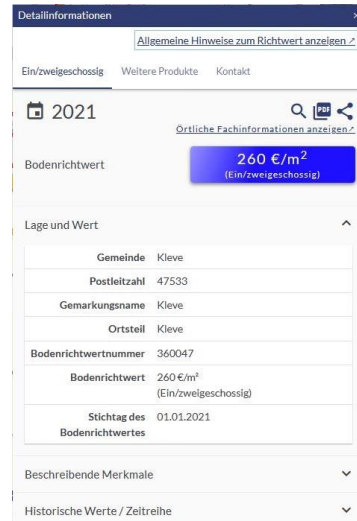 Detailinformationen
Allgemeine Hinweise zum Richtwert anzeigen
Ein/zweigeschossig Weitere Produkte Kontakt
2021
PDF
Örtliche Fachinformationen anzeigen
Bodenrichtwert
260 €/m²
(Ein/zweigeschossig)
Lage und Wert
Gemeinde Kleve
Postleitzahl 47533
Gemarkungsname Kleve
Ortsteil Kleve
Bodenrichtwertnummer 360047
Bodenrichtwert 260 €/m²
(Ein/zweigeschossig)
Stichtag des 01.01.2021
Bodenrichtwertes
Beschreibende Merkmale
Historische Werte / Zeitreihe